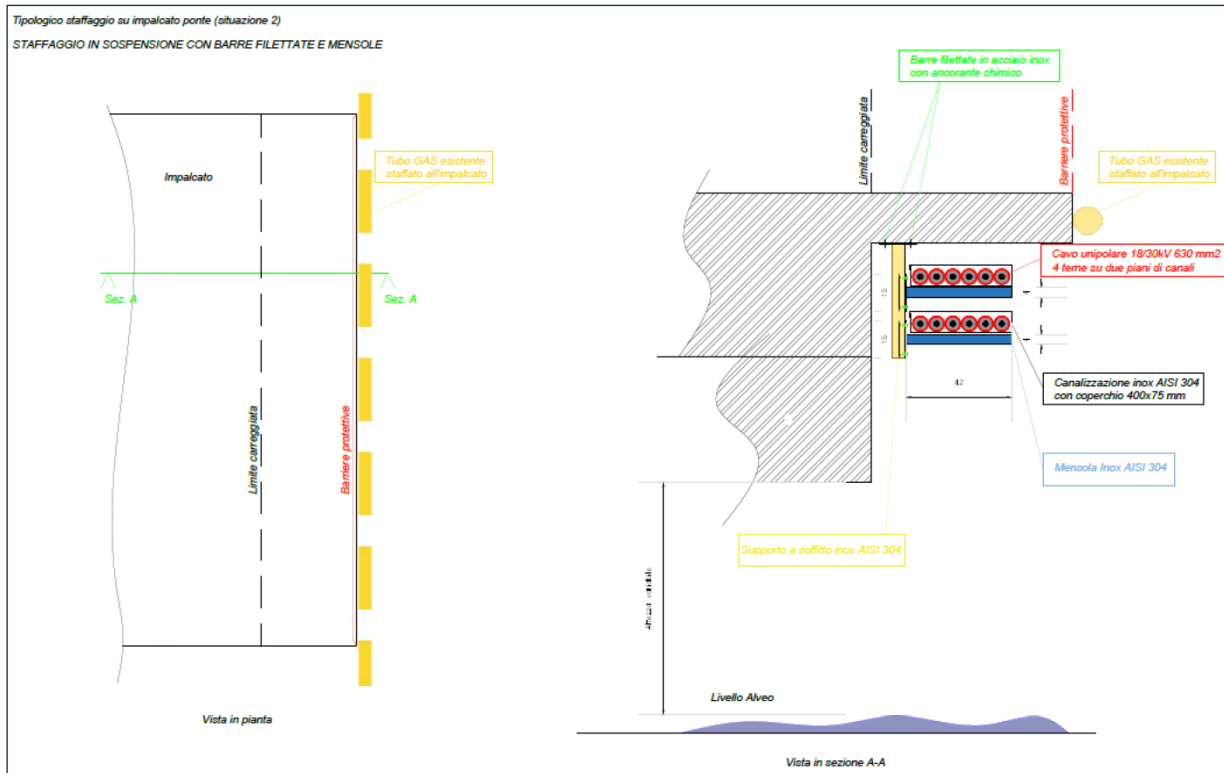 Tipologico staffaggio su impalcato ponte (situazione 2)
STAFFAGGIO IN SOSPENSIONE CON BARRE FILETTATE E MENSOLE
Impalcato
Tubo GAS esistente
staffato all'impalcato
Sez. A
Sez. A
Limite carreggiata
Barriere protettive
Vista in pianta
Barre filettate in acciaio inox
con ancorante chimico
Limite carreggiata
Barriere protettive
Tubo GAS esistente
staffato all'impalcato
Cavo unipolare 18/30kV 630 mm2
4 terne su due piani di canali
15
4
15
4
42
Canalizzazione inox AISI 304
con coperchio 400x75 mm
Mensola Inox AISI 304
Supporto a soffitto inox AISI 304
Altezza variabile
Livello Alveo
Vista in sezione A-A